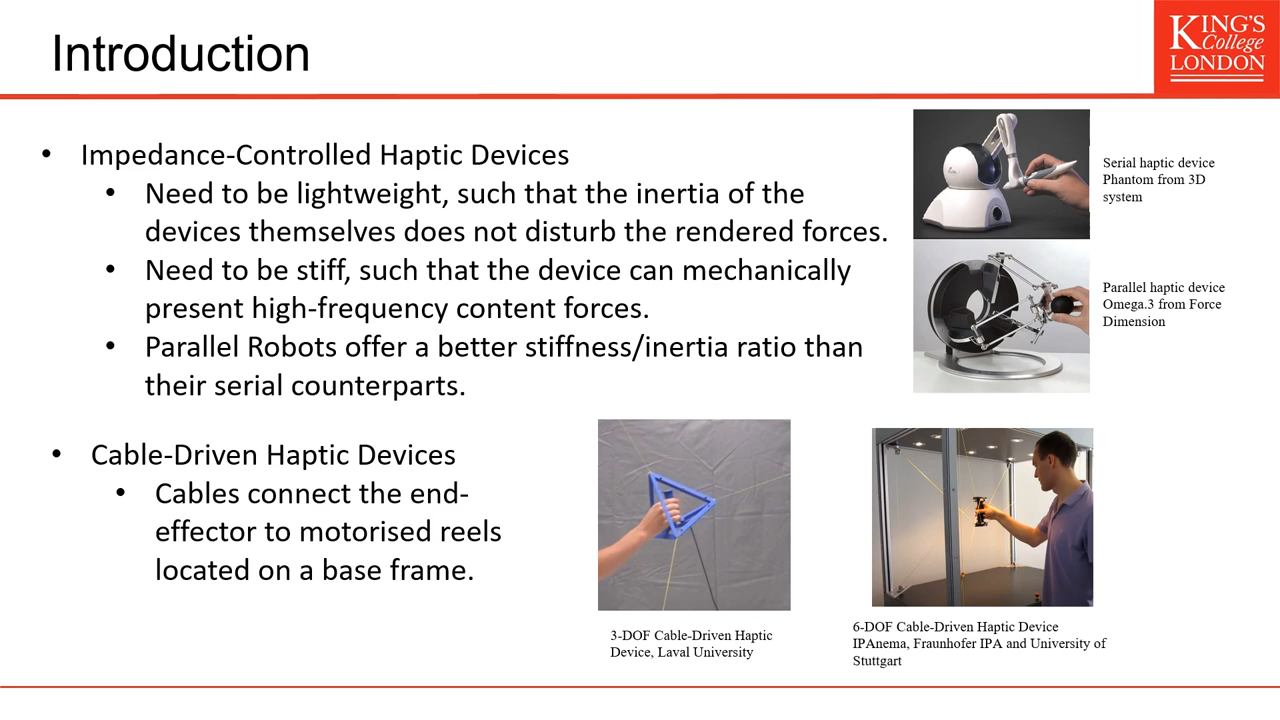 Introduction
KING'S
College
LONDON
• Impedance-Controlled Haptic Devices
• Need to be lightweight, such that the inertia of the
devices themselves does not disturb the rendered forces.
• Need to be stiff, such that the device can mechanically
present high-frequency content forces.
• Parallel Robots offer a better stiffness/inertia ratio than
their serial counterparts.
Serial haptic device
Phantom from 3D
system
Parallel haptic device
Omega.3 from Force
Dimension
• Cable-Driven Haptic Devices
• Cables connect the end-
effector to motorised reels
located on a base frame.
3-DOF Cable-Driven Haptic
Device, Laval University
6-DOF Cable-Driven Haptic Device
IPAnema, Fraunhofer IPA and University of
Stuttgart